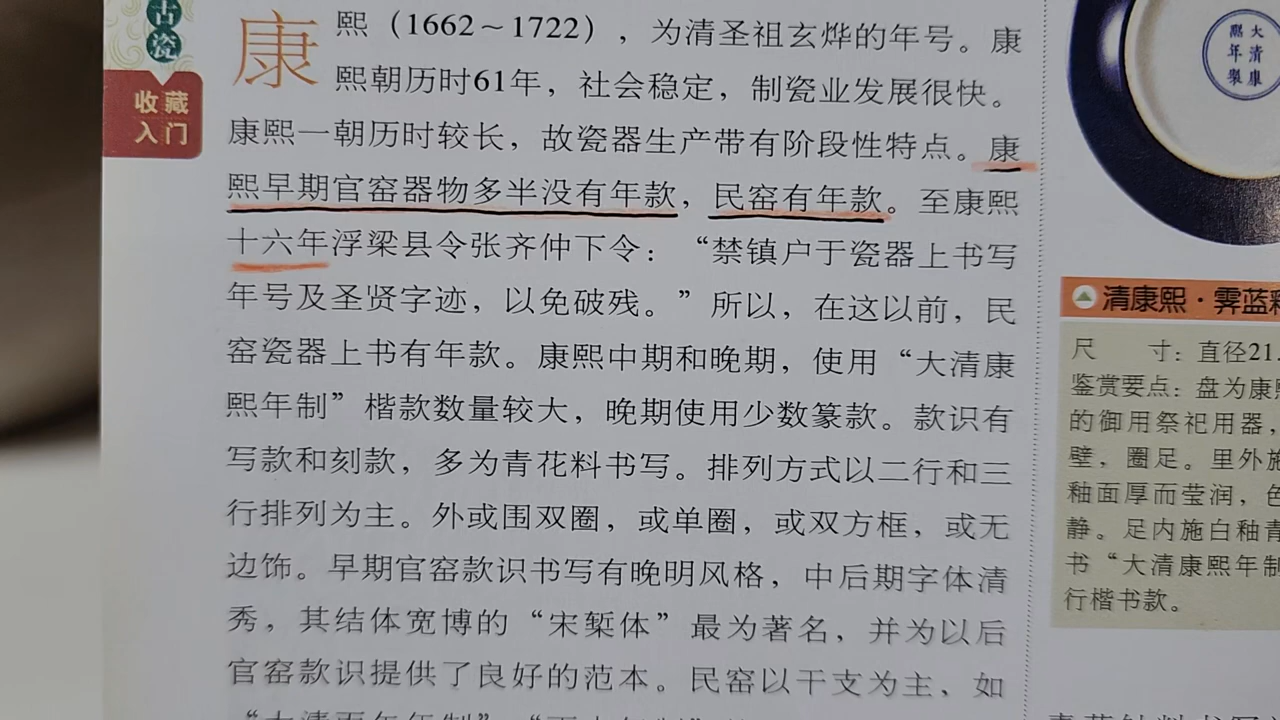 古瓷
收藏
入门
康熙（1662～1722），为清圣祖玄烨的年号。康
熙朝历时61年，社会稳定，制瓷业发展很快。
康熙一朝历时较长，故瓷器生产带有阶段性特点。康
熙早期官窑器物多半没有年款，民窑有年款。至康熙
十六年浮梁县令张齐仲下令：“禁镇户于瓷器上书写
年号及圣贤字迹，以免破残。”所以，在这以前，民
窑瓷器上书有年款。康熙中期和晚期，使用“大清康
熙年制”楷款数量较大，晚期使用少数篆款。款识有
写款和刻款，多为青花料书写。排列方式以二行和三
行排列为主。外或围双圈，或单圈，或双方框，或无
边饰。早期官窑款识书写有晚明风格，中后期字体清
秀，其结体宽博的“宋椠体”最为著名，并为以后
官窑款识提供了良好的范本。民窑以干支为主，如
大清康
熙年製
清康熙·霁蓝釉
尺 寸：直径21
鉴赏要点：盘为康熙
的御用祭祀用器，
壁，圈足。里外施
釉面厚而莹润，色
静。足内施白釉青
书“大清康熙年制
行楷书款。